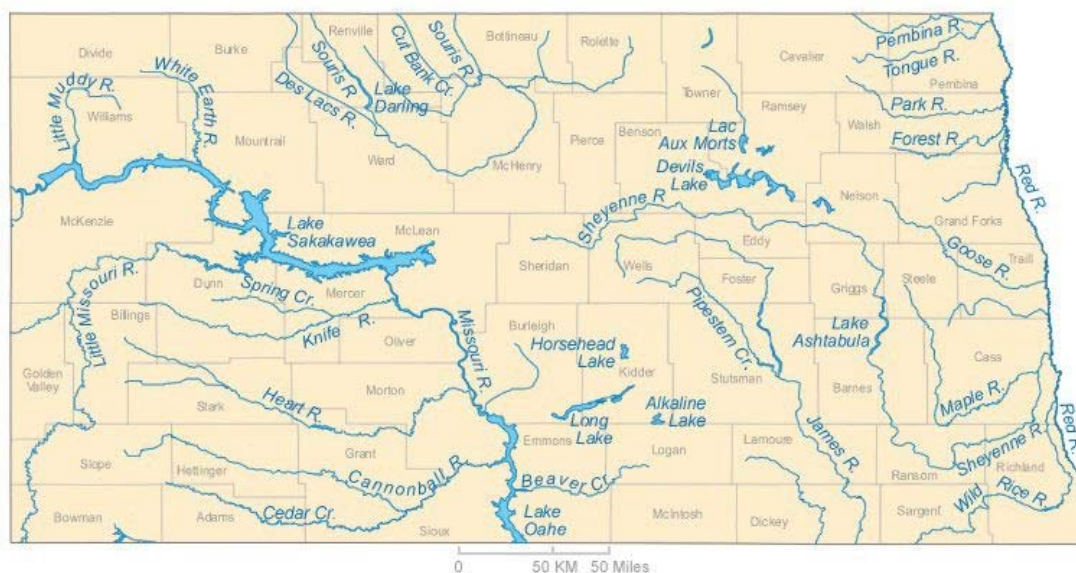 Divide
Burke
Renville
Bottineau
Rolette
Towner
Cavalier
Pembina R.
Tongue R.
Pembina
Souris R.
Cut Bank Cr.
Souris R.
Little Muddy R.
White Earth R.
Williams
Mountrail
Des Lacs R.
Lake
Darling
Ward
McHenry
Pierce
Benson
Ramsey
Lac
Aux Morts
Devils
Lake
Walsh
Park R.
Forest R.
Nelson
Grand Forks
Red R.
McKenzie
Lake
Sakakawea
McLean
Sheyenne R.
Sheridan
Wells
Eddy
Foster
Griggs
Steele
Goose R.
Traill
Little Missouri R.
Dunn
Spring Cr.
Mercer
Billings
Knife R.
Oliver
Missouri R.
Burleigh
Horsehead
Lake
Kidder
Pipestem Cr.
Stutsman
Lake
Ashtabula
Barnes
Casa
Maple R.
Red R.
Golden
Valley
Stark
Heart R.
Morton
Long
Lake
Alkaline
Lake
Slope
Hettinger
Grant
Cannonball R.
Emmons
Beaver Cr.
Logan
Lamoure
James R.
Ransom
Sheyenne R.
Richland
Wild Rice R.
Bowman
Adams
Cedar Cr.
Sioux
Lake
Oahe
McIntosh
Dickey
Sargent
0 50 KM 50 Miles